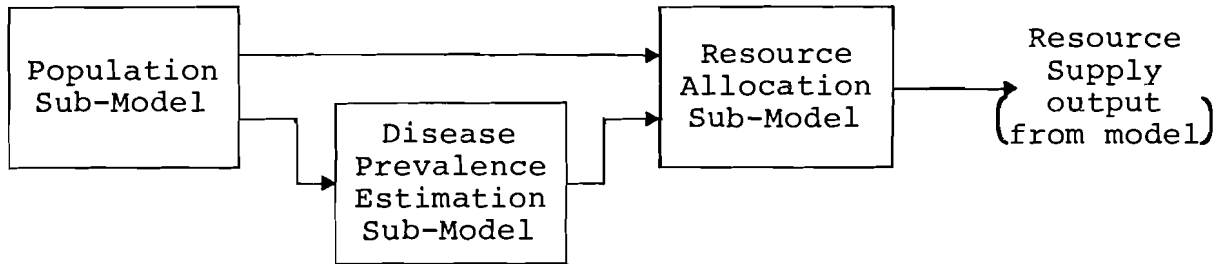 Population
Sub-Model
Disease
Prevalence
Estimation
Sub-Model
Resource
Allocation
Sub-Model
Resource
Supply
output
(from model)